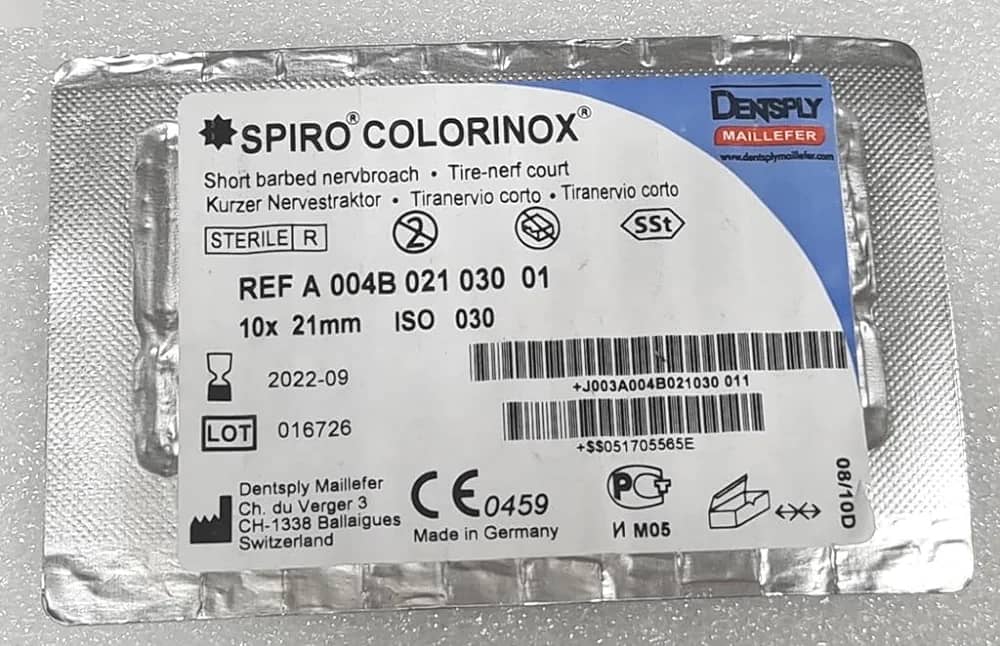 SPIRO® COLORINOX®
DENTSPLY
MAILLEFER
www.dentsplymaillefer.com
Short barbed nervbroach • Tire-nerf court
Kurzer Nervestraktor • Tiranervio corto • Tiranervio corto
STERILE R
2
SSt
REF A 004B 021 030 01
10x 21mm ISO 030
+J003A004B021030 011
2022-09
LOT 016726
+$$051705565E
Dentsply Maillefer
Ch. du Verger 3
CH-1338 Ballaigues
Switzerland
CE 0459
Made in Germany
РСТ
И М05
08/10D